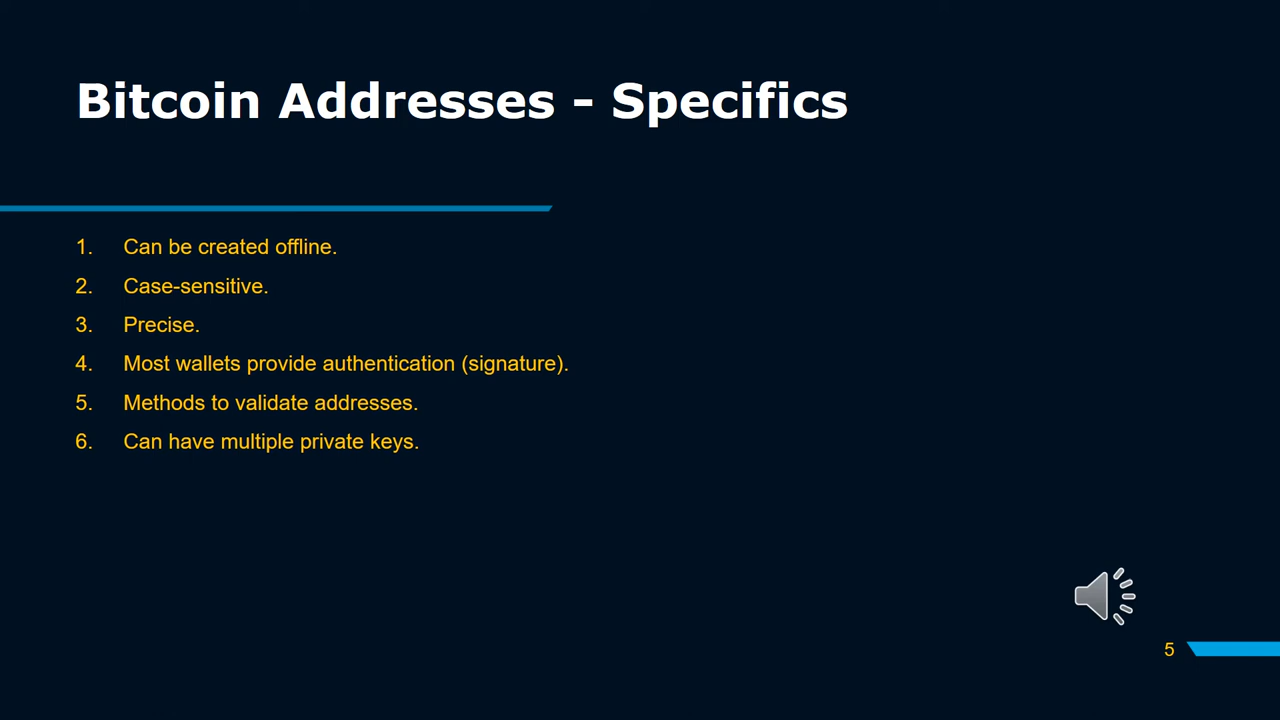 Bitcoin Addresses - Specifics
1. Can be created offline.
2. Case-sensitive.
3. Precise.
4. Most wallets provide authentication (signature).
5. Methods to validate addresses.
6. Can have multiple private keys.
5